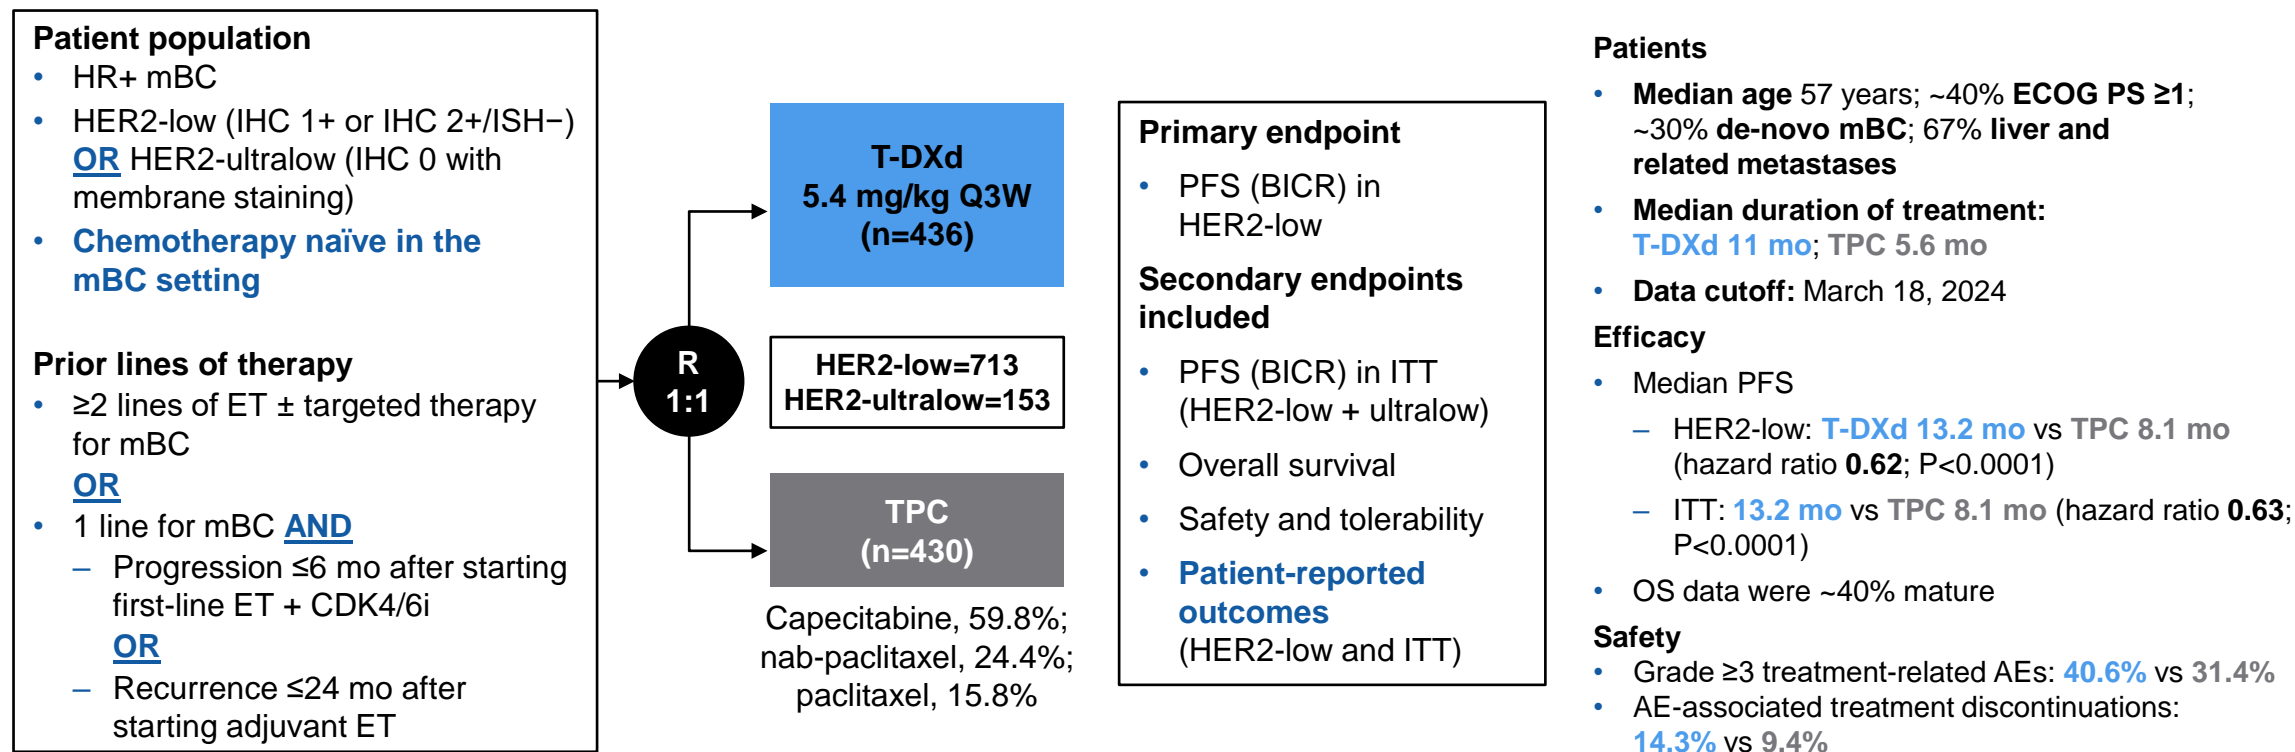 Patient population
• HR+ mBC
• HER2-low (IHC 1+ or IHC 2+/ISH−)
OR HER2-ultralow (IHC 0 with
membrane staining)
• Chemotherapy naïve in the
mBC setting
Prior lines of therapy
• ≥2 lines of ET ± targeted therapy
for mBC
OR
• 1 line for mBC AND
– Progression ≤6 mo after starting
first-line ET + CDK4/6i
OR
– Recurrence ≤24 mo after
starting adjuvant ET
R
1:1
T-DXd
5.4 mg/kg Q3W
(n=436)
HER2-low=713
HER2-ultralow=153
TPC
(n=430)
Capecitabine, 59.8%;
nab-paclitaxel, 24.4%;
paclitaxel, 15.8%
Primary endpoint
• PFS (BICR) in
HER2-low
Secondary endpoints
included
• PFS (BICR) in ITT
(HER2-low + ultralow)
• Overall survival
• Safety and tolerability
• Patient-reported
outcomes
(HER2-low and ITT)
Patients
• Median age 57 years; ~40% ECOG PS ≥1;
~30% de-novo mBC; 67% liver and
related metastases
• Median duration of treatment:
T-DXd 11 mo; TPC 5.6 mo
• Data cutoff: March 18, 2024
Efficacy
• Median PFS
– HER2-low: T-DXd 13.2 mo vs TPC 8.1 mo
(hazard ratio 0.62; P<0.0001)
– ITT: 13.2 mo vs TPC 8.1 mo (hazard ratio 0.63;
P<0.0001)
• OS data were ~40% mature
Safety
• Grade ≥3 treatment-related AEs: 40.6% vs 31.4%
• AE-associated treatment discontinuations:
14.3% vs 9.4%